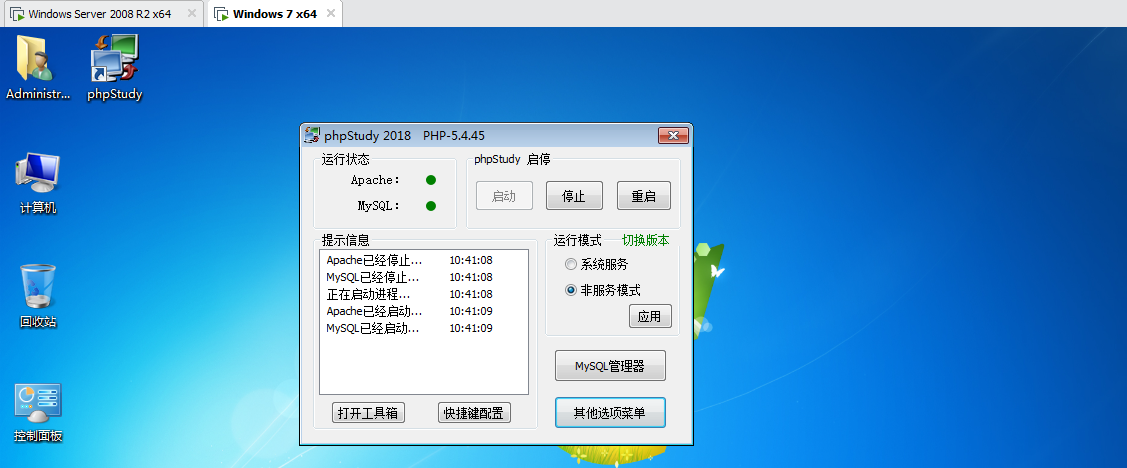 Windows Server 2008 R2 x64
Windows 7 x64
Administr...
phpStudy
计算机
回收站
控制面板
phpStudy 2018 PHP-5.4.45
运行状态
Apache:
MySQL:
phpStudy 启停
启动
停止
重启
提示信息
Apache已经停止... 10:41:08
MySQL已经停止... 10:41:08
正在启动进程... 10:41:08
Apache已经启动... 10:41:09
MySQL已经启动... 10:41:09
打开工具箱
快捷键配置
运行模式 切换版本
系统服务
非服务模式
应用
MySQL管理器
其他选项菜单